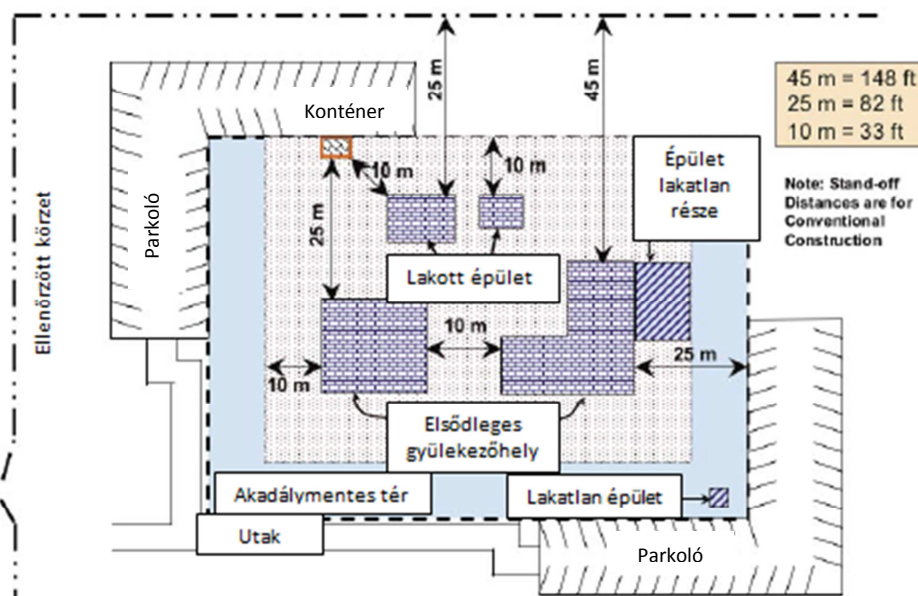 25 m
45 m
45 m = 148 ft
25 m = 82 ft
10 m = 33 ft
Konténer
Parkoló
Ellenőrzött körzet
10 m
10 m
25 m
Épület
lakatlan
része
Note: Stand-off
Distances are for
Conventional
Construction
Lakott épület
10 m
10 m
25 m
Elsődleges
gyülekezőhely
Akadálymentes tér
Lakatlan épület
Utak
Parkoló